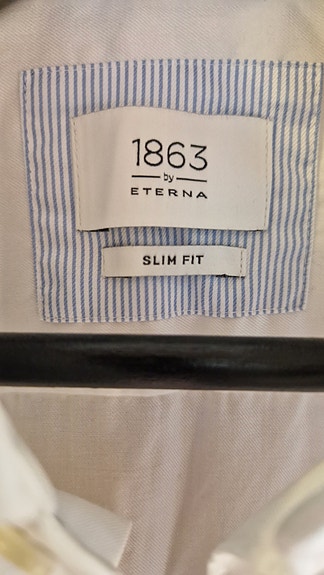 1863
by
ETERNA
SLIM FIT